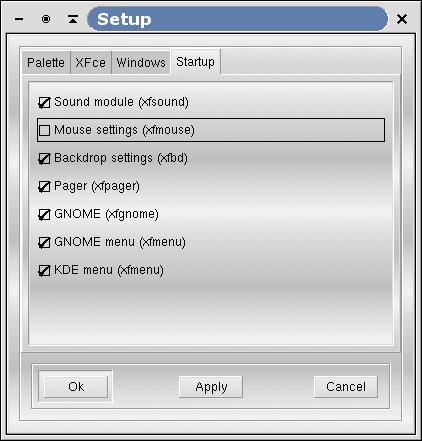 Setup
Palette XFce Windows Startup
Sound module (xfsound)
Mouse settings (xfmouse)
Backdrop settings (xfbd)
Pager (xfpager)
GNOME (xfgnome)
GNOME menu (xfmenu)
KDE menu (xfmenu)
Ok Apply Cancel